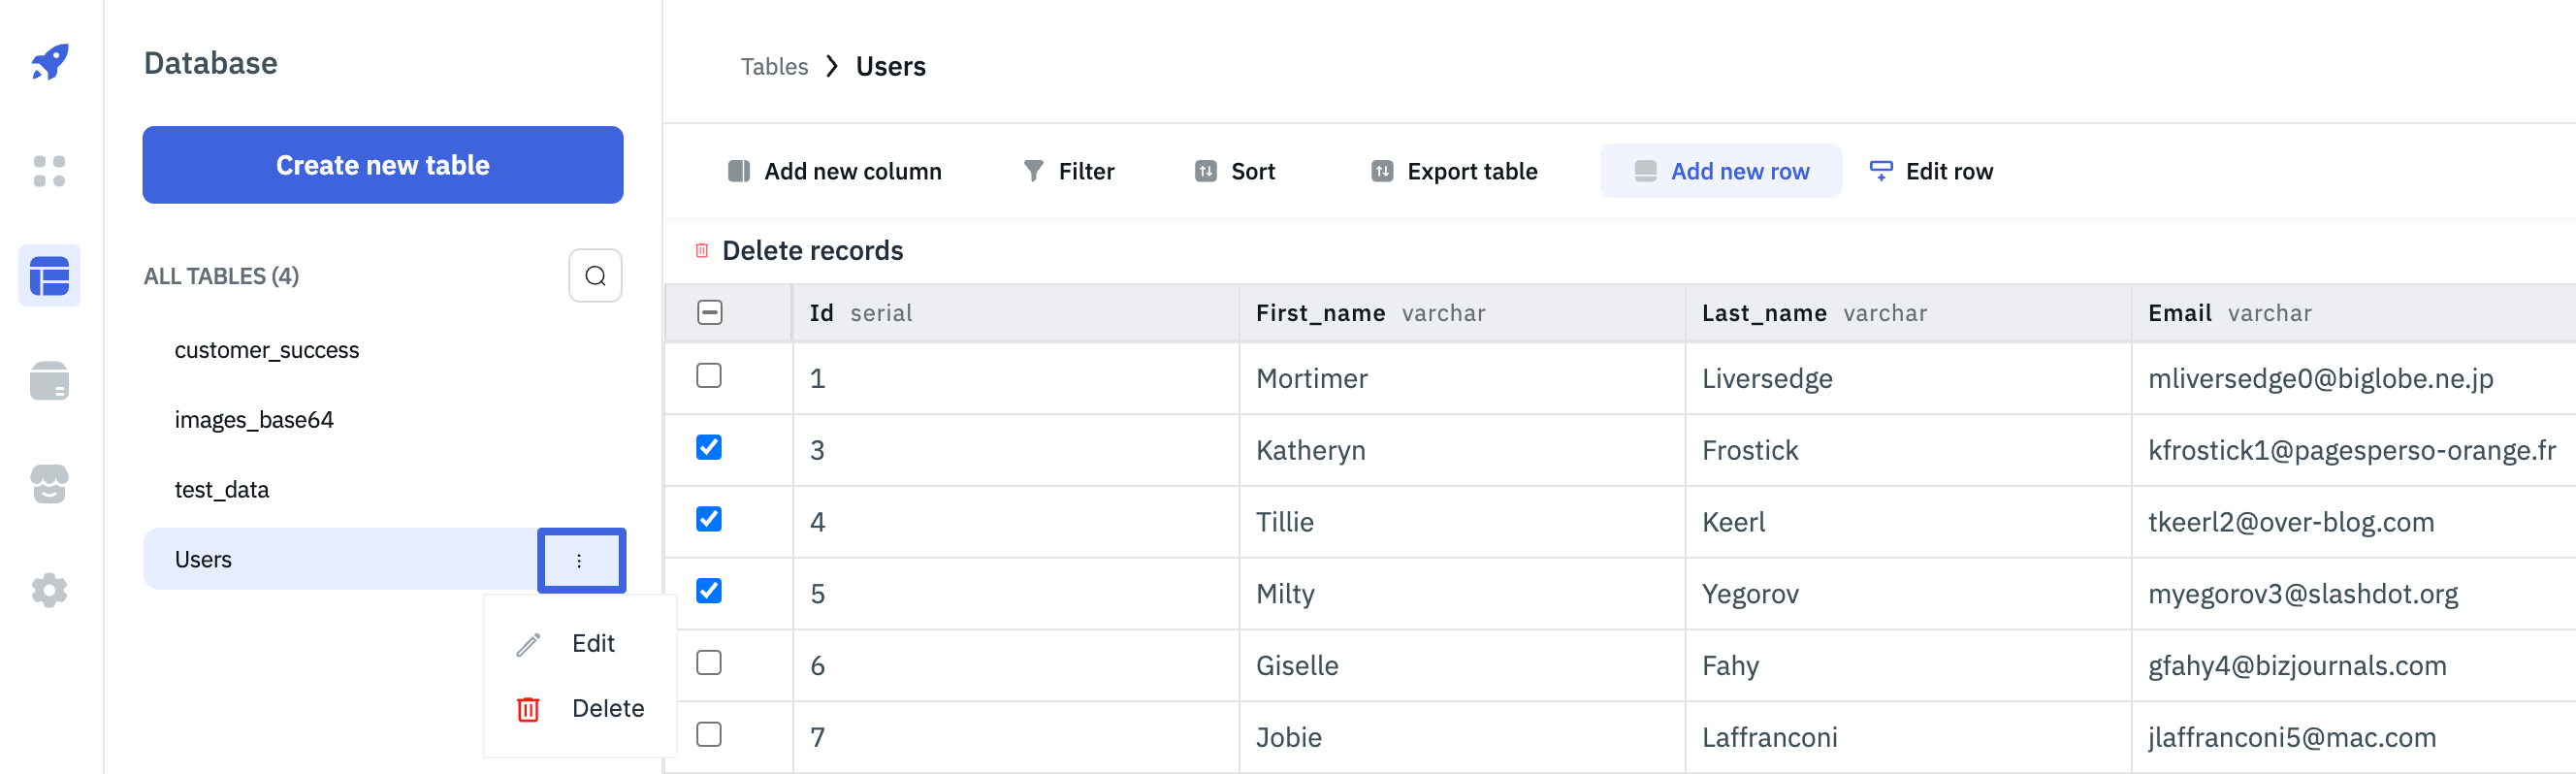 Database
Create new table
ALL TABLES (4)
customer_success
images_base64
test_data
Users
Edit
Delete
Tables > Users
Add new column Filter Sort Export table Add new row Edit row
Delete records
Id serial First_name varchar Last_name varchar Email varchar
1 Mortimer Liversedge mliversedge0@biglobe.ne.jp
3 Katheryn Frostick kfrostick1@pagesperso-orange.fr
4 Tillie Keerl tkeerl2@over-blog.com
5 Milty Yegorov myegorov3@slashdot.org
6 Giselle Fahy gfahy4@bizjournals.com
7 Jobie Laffranconi jlaffranconi5@mac.com